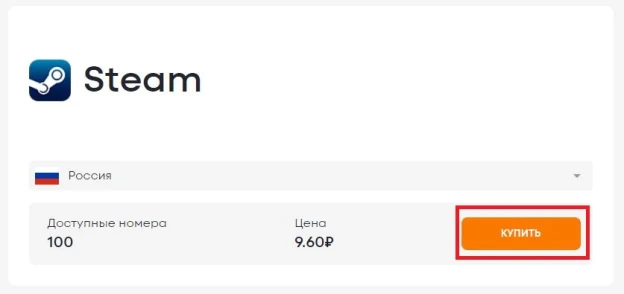 Steam
Россия
Доступные номера
100
Цена
9.60₽
КУПИТЬ